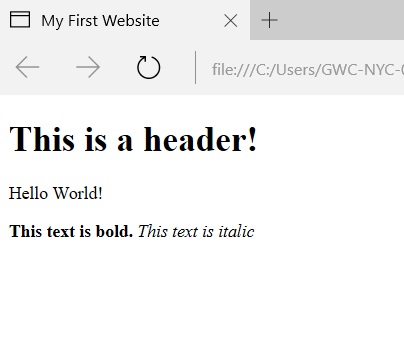 My First Website
file:///C:/Users/GWC-NYC-
This is a header!
Hello World!
This text is bold. This text is italic